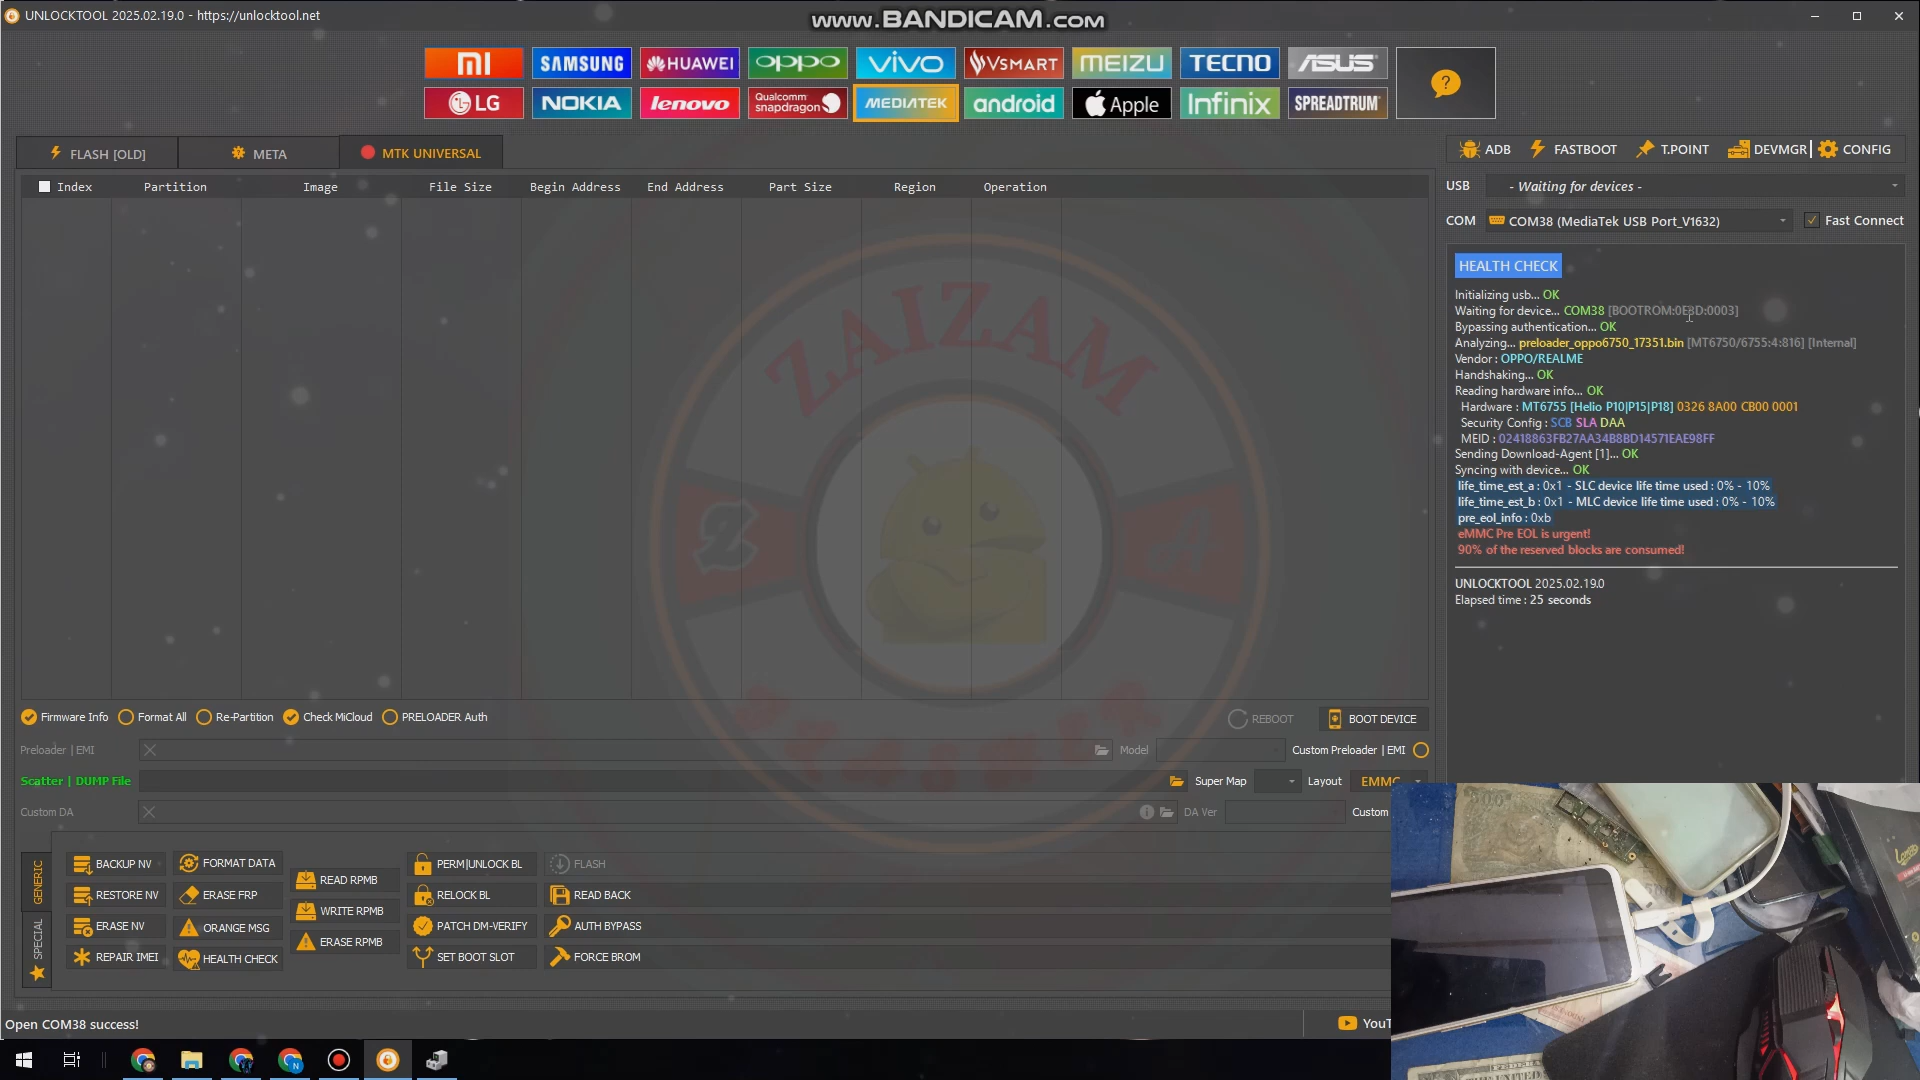 UNLOCKTOOL 2025.02.19.0 - https://unlocktool.net
www.BANDICAM.com
MI
SAMSUNG
HUAWEI
oppo
vivo
VSMART
MEIZU
TECNO
ASUS
LG
NOKIA
lenovo
Qualcomm snapdragon
MEDIATEK
android
Apple
Infinix
SPREADTRUM
?
FLASH [OLD]
META
MTK UNIVERSAL
ADB
FASTBOOT
T.POINT
DEVMGR
CONFIG
Index Partition Image File Size Begin Address End Address Part Size Region Operation
USB - Waiting for devices -
COM COM38 (MediaTek USB Port_V1632) Fast Connect
HEALTH CHECK
Initializing usb... OK
Waiting for device... COM38 [BOOTROM:0E8D:0003]
Bypassing authentication... OK
Analyzing... preloader_oppo6750_17351.bin [MT6750/6755:4:816] [Internal]
Vendor : OPPO/REALME
Handshaking... OK
Reading hardware info... OK
Hardware : MT6755 [Helio P10|P15|P18] 0326 8A00 CB00 0001
Security Config : SCB SLA DAA
MEID : 02418863FB27AA34B8BD14571EAE98FF
Sending Download-Agent [1]... OK
Syncing with device... OK
life_time_est_a : 0x1 - SLC device life time used : 0% - 10%
life_time_est_b : 0x1 - MLC device life time used : 0% - 10%
pre_eol_info : 0xb
eMMC Pre EOL is urgent!
90% of the reserved blocks are consumed!
UNLOCKTOOL 2025.02.19.0
Elapsed time : 25 seconds
ZAIZAM
Z
A
Firmware Info Format All Re-Partition Check MiCloud PRELOADER Auth REBOOT BOOT DEVICE
Preloader | EMI Model Custom Preloader | EMI
Scatter | DUMP File Super Map Layout EMMC
Custom DA DA Ver Custom
GENERIC
SPECIAL
BACKUP NV
RESTORE NV
ERASE NV
REPAIR IMEI
FORMAT DATA
ERASE FRP
ORANGE MSG
HEALTH CHECK
READ RPMB
WRITE RPMB
ERASE RPMB
PERM|UNLOCK BL
RELOCK BL
PATCH DM-VERIFY
SET BOOT SLOT
FLASH
READ BACK
AUTH BYPASS
FORCE BROM
Open COM38 success!
YouT